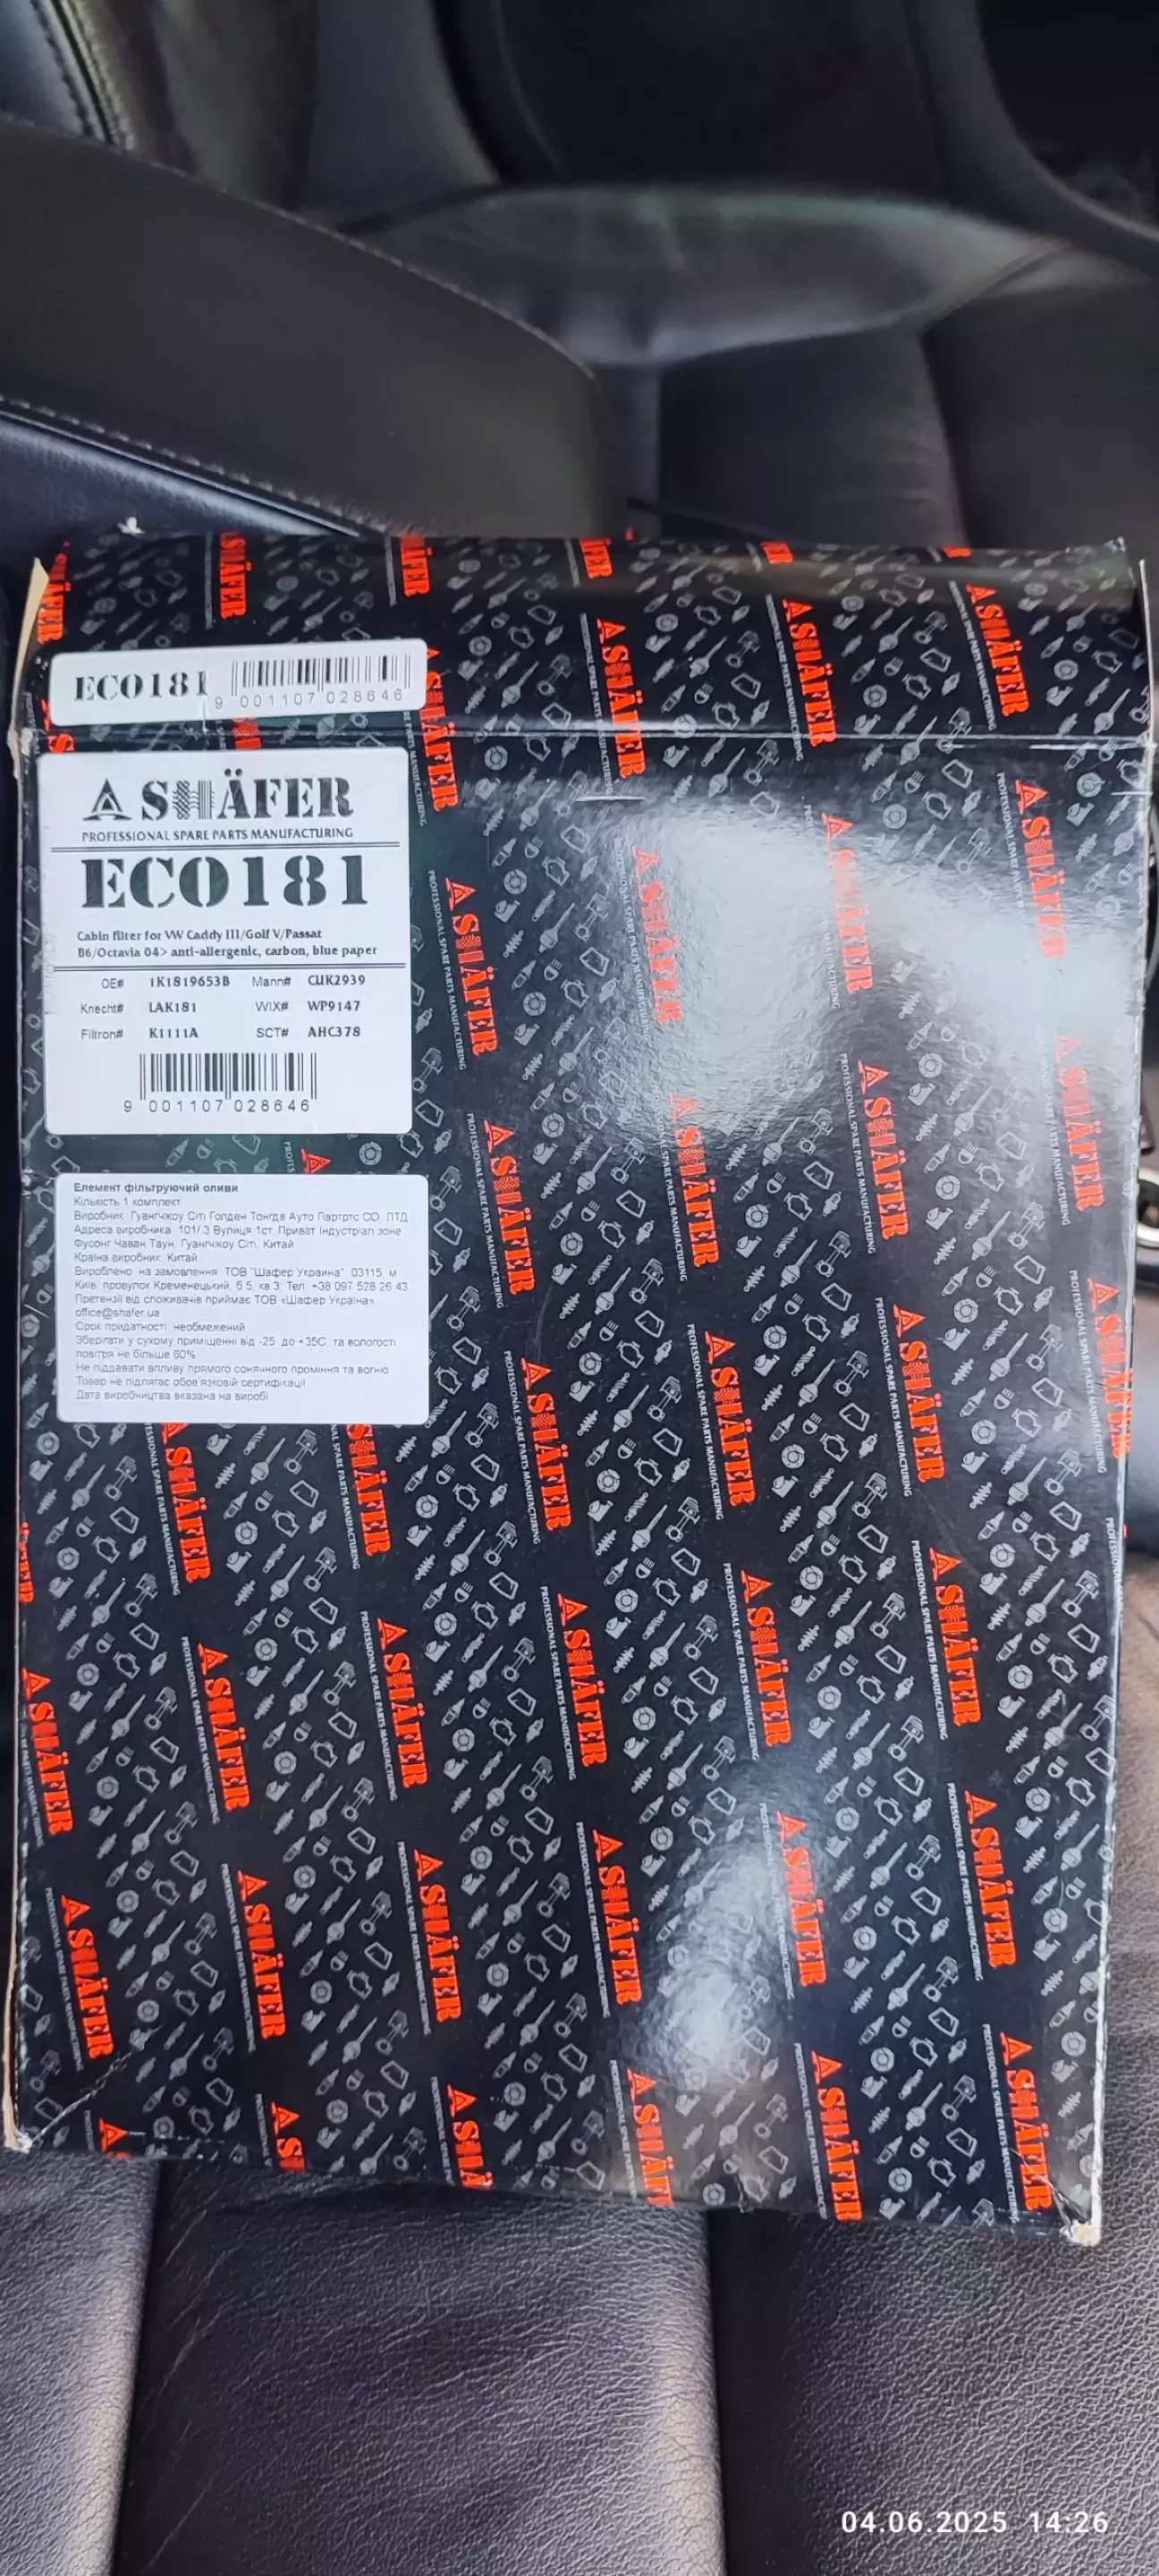 ECO181
9 001107 028646
SHÄFER
PROFESSIONAL SPARE PARTS MANUFACTURING
ECO181
Cabin filter for VW Caddy III/Golf V/Passat
B6/Octavia 04> anti-allergenic, carbon, blue paper
OE# 1K1819653B Mann# CUK2939
Knecht# LAK181 WIX# WP9147
Filtron# K1111A SCT# AHC378
9 001107 028646
Елемент фільтруючий оливи
Кількість 1 комплект
Виробник: Гуангчжоу Сіті Голден Тонгда Ауто Партртс СО. ЛТД
Адреса виробника: 101/ 3 Вулиця 1ст. Приват Індустріал зоне
Фусонг Чаван Таун, Гуангчжоу Сіті, Китай
Країна виробник: Китай
Вироблено на замовлення: ТОВ "Шафер Украина": 03115, м.
Київ, провулок Кременецький, б.5, кв 3; Тел: +38 097 528 26 43
Претензії від споживачів приймає ТОВ «Шафер Україна»
office@shafer.ua
Срок придатності: необмежений
Зберігати у сухому приміщенні від -25 до +35С, та вологості
повітря не більше 60%
Не піддавати впливу прямого сонячного проміння та вогню
Товар не підлягає обов'язковій сертифікації
Дата виробництва вказана на виробі
SHÄFER
PROFESSIONAL SPARE PARTS MANUFACTURING
04.06.2025 14:26